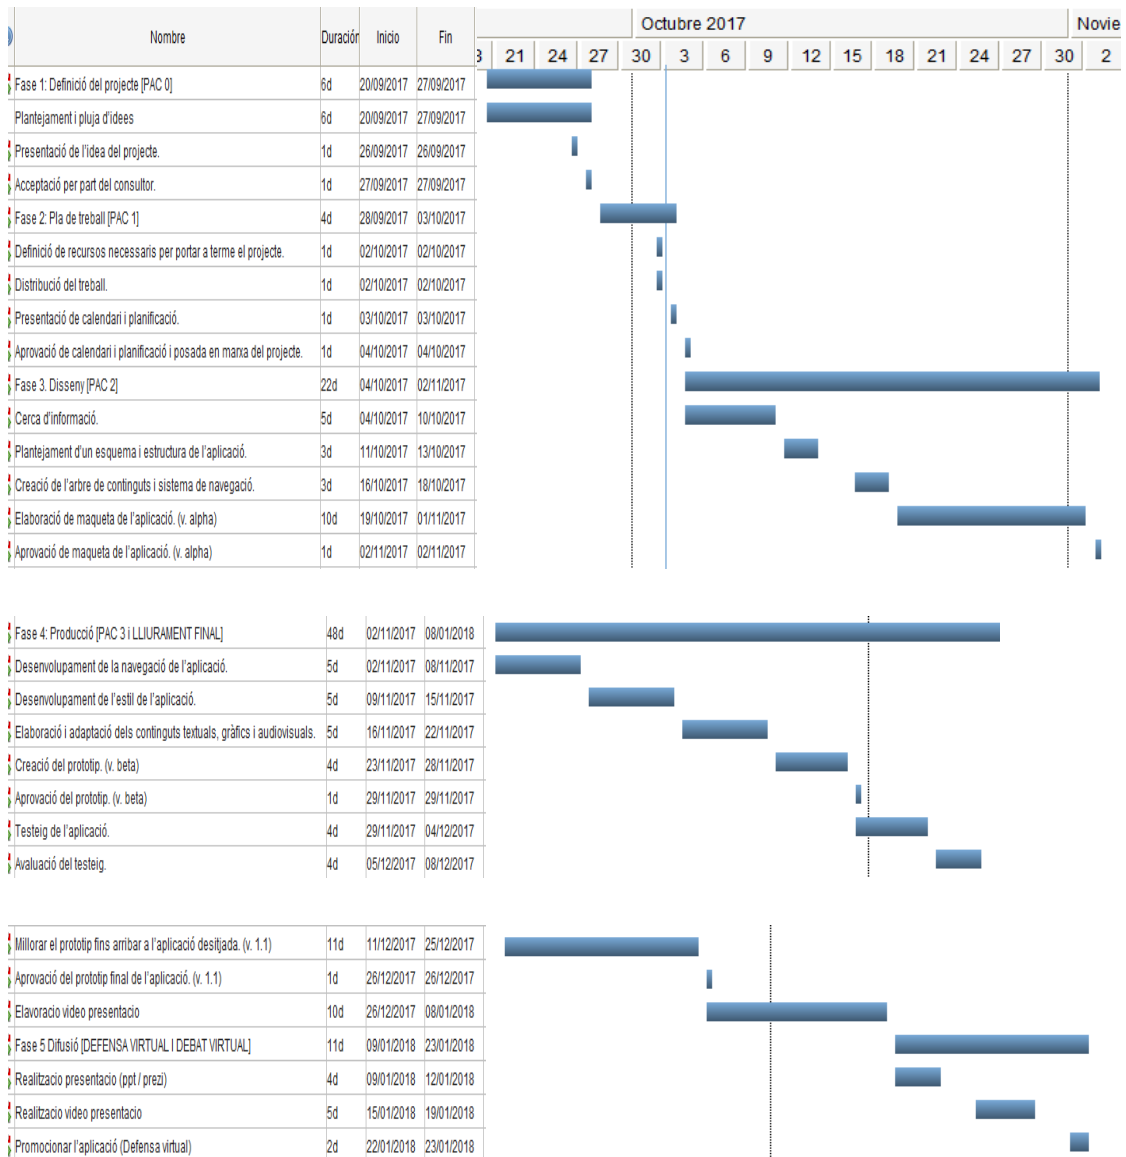 Nombre Duración Inicio Fin
Octubre 2017 Novie
21 24 27 30 3 6 9 12 15 18 21 24 27 30 2
Fase 1: Definició del projecte [PAC 0] 6d 20/09/2017 27/09/2017
Plantejament i pluja d'idees 6d 20/09/2017 27/09/2017
Presentació de l'idea del projecte. 1d 26/09/2017 26/09/2017
Acceptació per part del consultor. 1d 27/09/2017 27/09/2017
Fase 2: Pla de treball [PAC 1] 4d 28/09/2017 03/10/2017
Definició de recursos necessaris per portar a terme el projecte. 1d 02/10/2017 02/10/2017
Distribució del treball. 1d 02/10/2017 02/10/2017
Presentació de calendari i planificació. 1d 03/10/2017 03/10/2017
Aprovació de calendari i planificació i posada en marxa del projecte. 1d 04/10/2017 04/10/2017
Fase 3. Disseny [PAC 2] 22d 04/10/2017 02/11/2017
Cerca d'informació. 5d 04/10/2017 10/10/2017
Plantejament d'un esquema i estructura de l'aplicació. 3d 11/10/2017 13/10/2017
Creació de l'arbre de continguts i sistema de navegació. 3d 16/10/2017 18/10/2017
Elaboració de maqueta de l'aplicació. (v. alpha) 10d 19/10/2017 01/11/2017
Aprovació de maqueta de l'aplicació. (v. alpha) 1d 02/11/2017 02/11/2017
Fase 4: Producció [PAC 3 i LLIURAMENT FINAL] 48d 02/11/2017 08/01/2018
Desenvolupament de la navegació de l'aplicació. 5d 02/11/2017 08/11/2017
Desenvolupament de l'estil de l'aplicació. 5d 09/11/2017 15/11/2017
Elaboració i adaptació dels continguts textuals, gràfics i audiovisuals. 5d 16/11/2017 22/11/2017
Creació del prototip. (v. beta) 4d 23/11/2017 28/11/2017
Aprovació del prototip. (v. beta) 1d 29/11/2017 29/11/2017
Testeig de l'aplicació. 4d 29/11/2017 04/12/2017
Avaluació del testeig. 4d 05/12/2017 08/12/2017
Millorar el prototip fins arribar a l'aplicació desitjada. (v. 1.1) 11d 11/12/2017 25/12/2017
Aprovació del prototip final de l'aplicació. (v. 1.1) 1d 26/12/2017 26/12/2017
Elavoracio video presentacio 10d 26/12/2017 08/01/2018
Fase 5 Difusió [DEFENSA VIRTUAL I DEBAT VIRTUAL] 11d 09/01/2018 23/01/2018
Realitzacio presentacio (ppt / prezi) 4d 09/01/2018 12/01/2018
Realitzacio video presentacio 5d 15/01/2018 19/01/2018
Promocionar l'aplicació (Defensa virtual) 2d 22/01/2018 23/01/2018